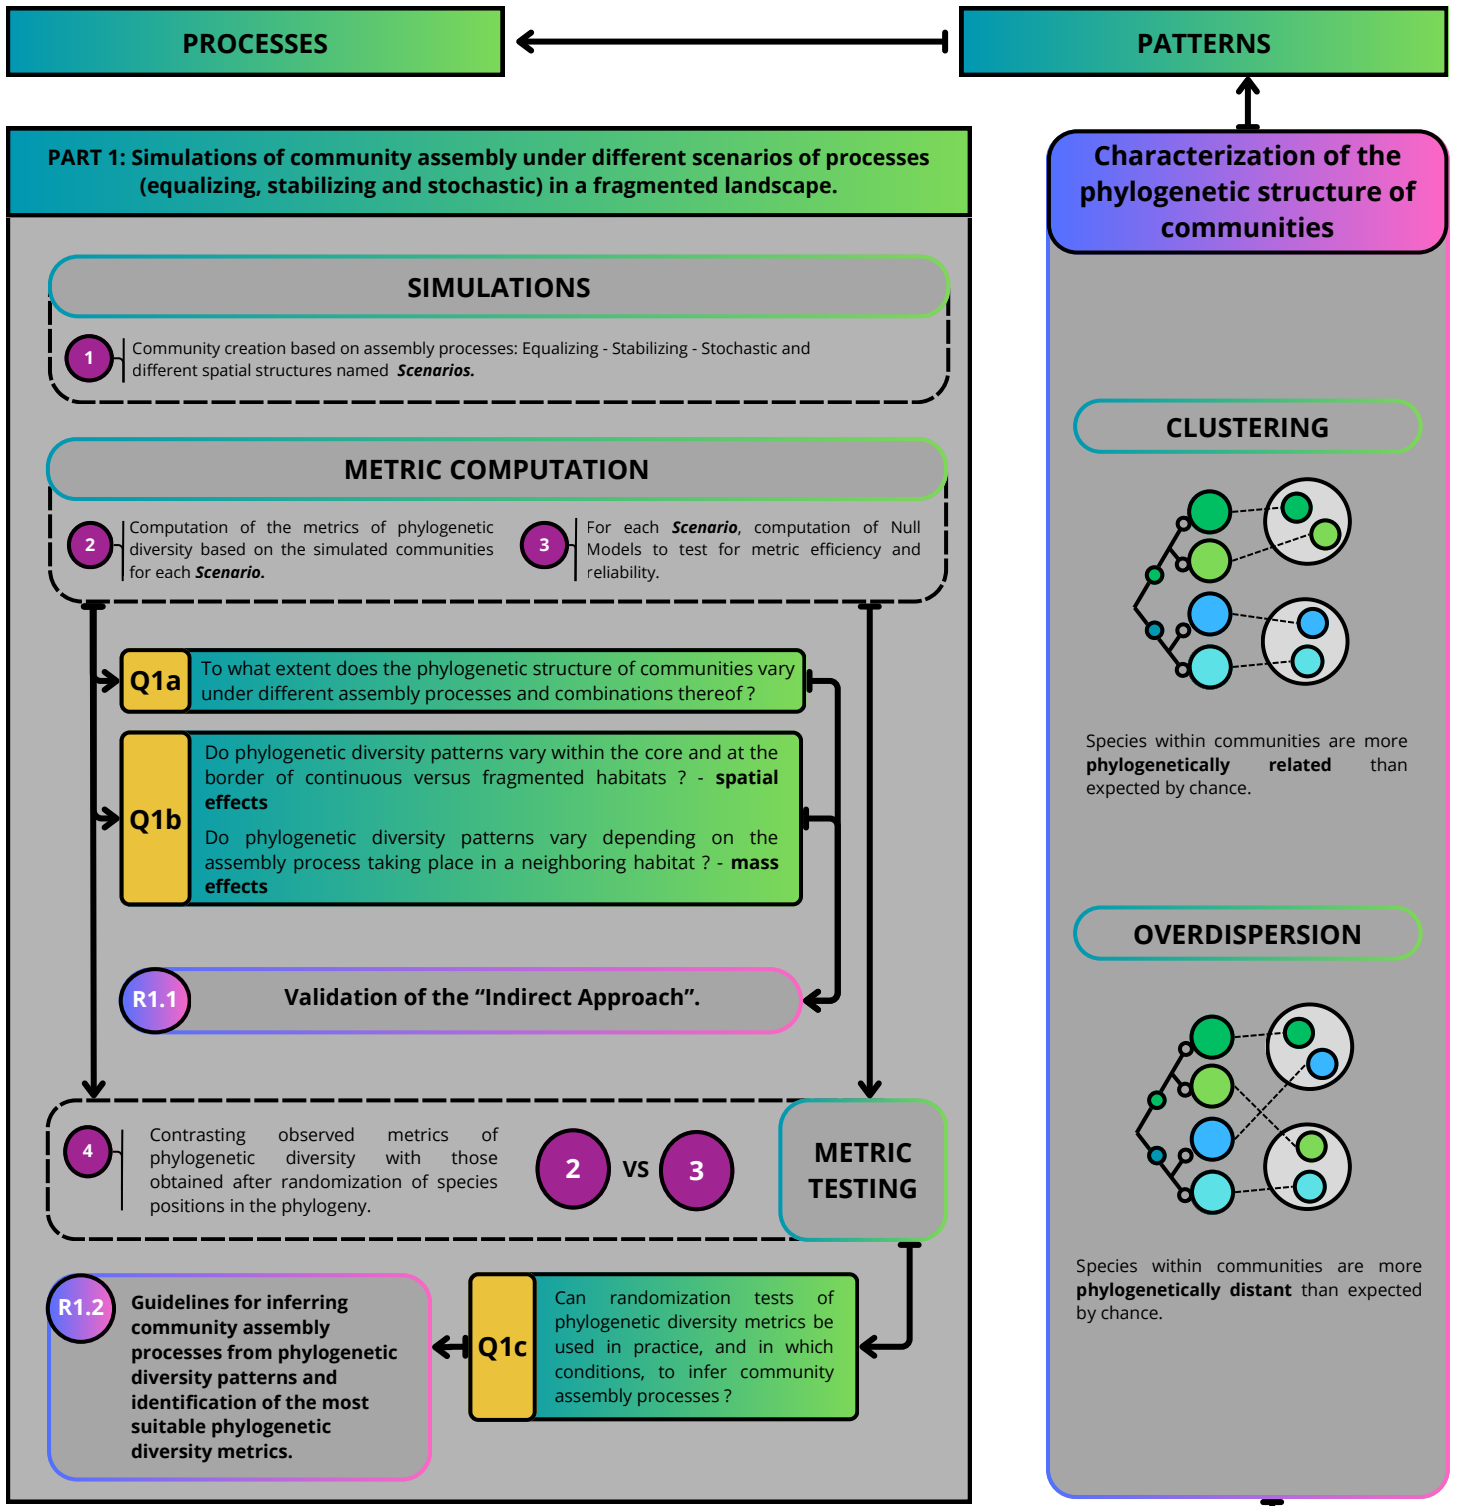 PROCESSES
PATTERNS
PART 1: Simulations of community assembly under different scenarios of processes
(equalizing, stabilizing and stochastic) in a fragmented landscape.
SIMULATIONS
1
Community creation based on assembly processes: Equalizing - Stabilizing - Stochastic and
different spatial structures named Scenarios.
METRIC COMPUTATION
2
Computation of the metrics of phylogenetic
diversity based on the simulated communities
for each Scenario.
3
For each Scenario, computation of Null
Models to test for metric efficiency and
reliability.
Q1a
To what extent does the phylogenetic structure of communities vary
under different assembly processes and combinations thereof ?
Q1b
Do phylogenetic diversity patterns vary within the core and at the
border of continuous versus fragmented habitats ? - spatial
effects
Do phylogenetic diversity patterns vary depending on the
assembly process taking place in a neighboring habitat ? - mass
effects
R1.1
Validation of the “Indirect Approach”.
4
Contrasting observed metrics of
phylogenetic diversity with those
obtained after randomization of species
positions in the phylogeny.
2 VS 3
METRIC
TESTING
R1.2
Guidelines for inferring
community assembly
processes from phylogenetic
diversity patterns and
identification of the most
suitable phylogenetic
diversity metrics.
Q1c
Can randomization tests of
phylogenetic diversity metrics be
used in practice, and in which
conditions, to infer community
assembly processes ?
Characterization of the
phylogenetic structure of
communities
CLUSTERING
Species within communities are more
phylogenetically related than
expected by chance.
OVERDISPERSION
Species within communities are more
phylogenetically distant than expected
by chance.